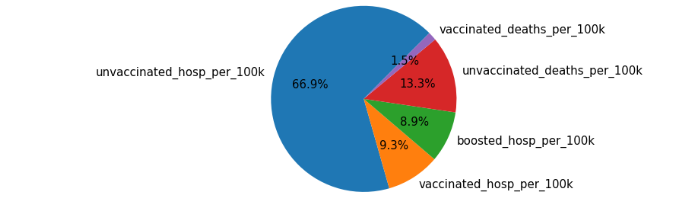 vaccinated_deaths_per_100k
1.5%
unvaccinated_hosp_per_100k
66.9%
13.3%
unvaccinated_deaths_per_100k
8.9%
boosted_hosp_per_100k
9.3%
vaccinated_hosp_per_100k